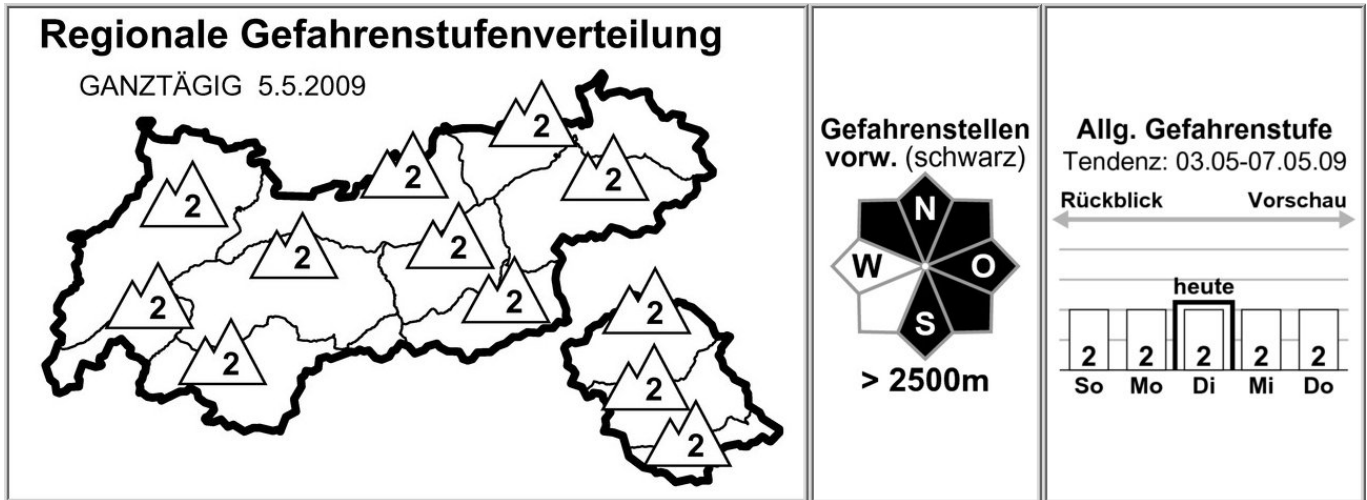 Regionale Gefahrenstufenverteilung
GANZTÄGIG 5.5.2009
2
2
2
2
2
2
2
2
2
2
2
2
2
Gefahrenstellen
vorw. (schwarz)
N
W O
S
> 2500m
Allg. Gefahrenstufe
Tendenz: 03.05-07.05.09
Rückblick Vorschau
heute
2 2 2 2 2
So Mo Di Mi Do